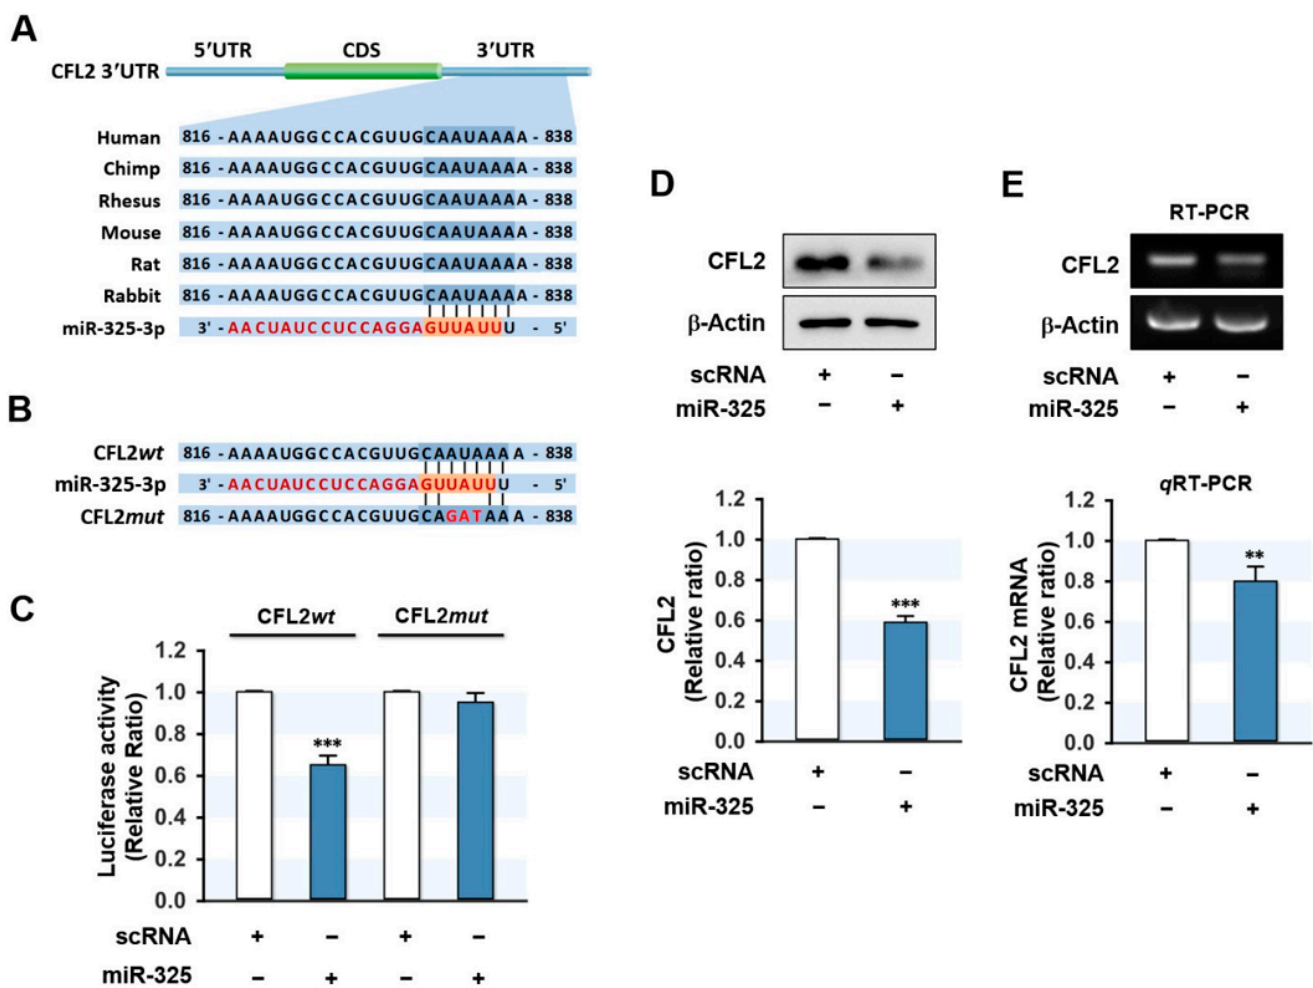 A
5′UTR CDS 3′UTR
CFL2 3′UTR
Human 816 - AAAAUGGCCACGUUGCAAUAAAA - 838
Chimp 816 - AAAAUGGCCACGUUGCAAUAAAA - 838
Rhesus 816 - AAAAUGGCCACGUUGCAAUAAAA - 838
Mouse 816 - AAAAUGGCCACGUUGCAAUAAAA - 838
Rat 816 - AAAAUGGCCACGUUGCAAUAAAA - 838
Rabbit 816 - AAAAUGGCCACGUUGCAAUAAAA - 838
miR-325-3p 3' - AACUAUCCUCCAGGAGUUAUUU - 5'
B
CFL2wt 816 - AAAAUGGCCACGUUGCAAUAAAA - 838
miR-325-3p 3' - AACUAUCCUCCAGGAGUUAUUU - 5'
CFL2mut 816 - AAAAUGGCCACGUUGCAGATAAA - 838
C
CFL2wt CFL2mut
Luciferase activity
(Relative Ratio)
1.2
1.0
0.8
0.6
0.4
0.2
0.0
***
scRNA + − + −
miR-325 − + − +
D
CFL2
β-Actin
scRNA + −
miR-325 − +
CFL2
(Relative ratio)
1.2
1.0
0.8
0.6
0.4
0.2
0.0
***
scRNA + −
miR-325 − +
E
RT-PCR
CFL2
β-Actin
scRNA + −
miR-325 − +
qRT-PCR
CFL2 mRNA
(Relative ratio)
1.2
1.0
0.8
0.6
0.4
0.2
0.0
**
scRNA + −
miR-325 − +